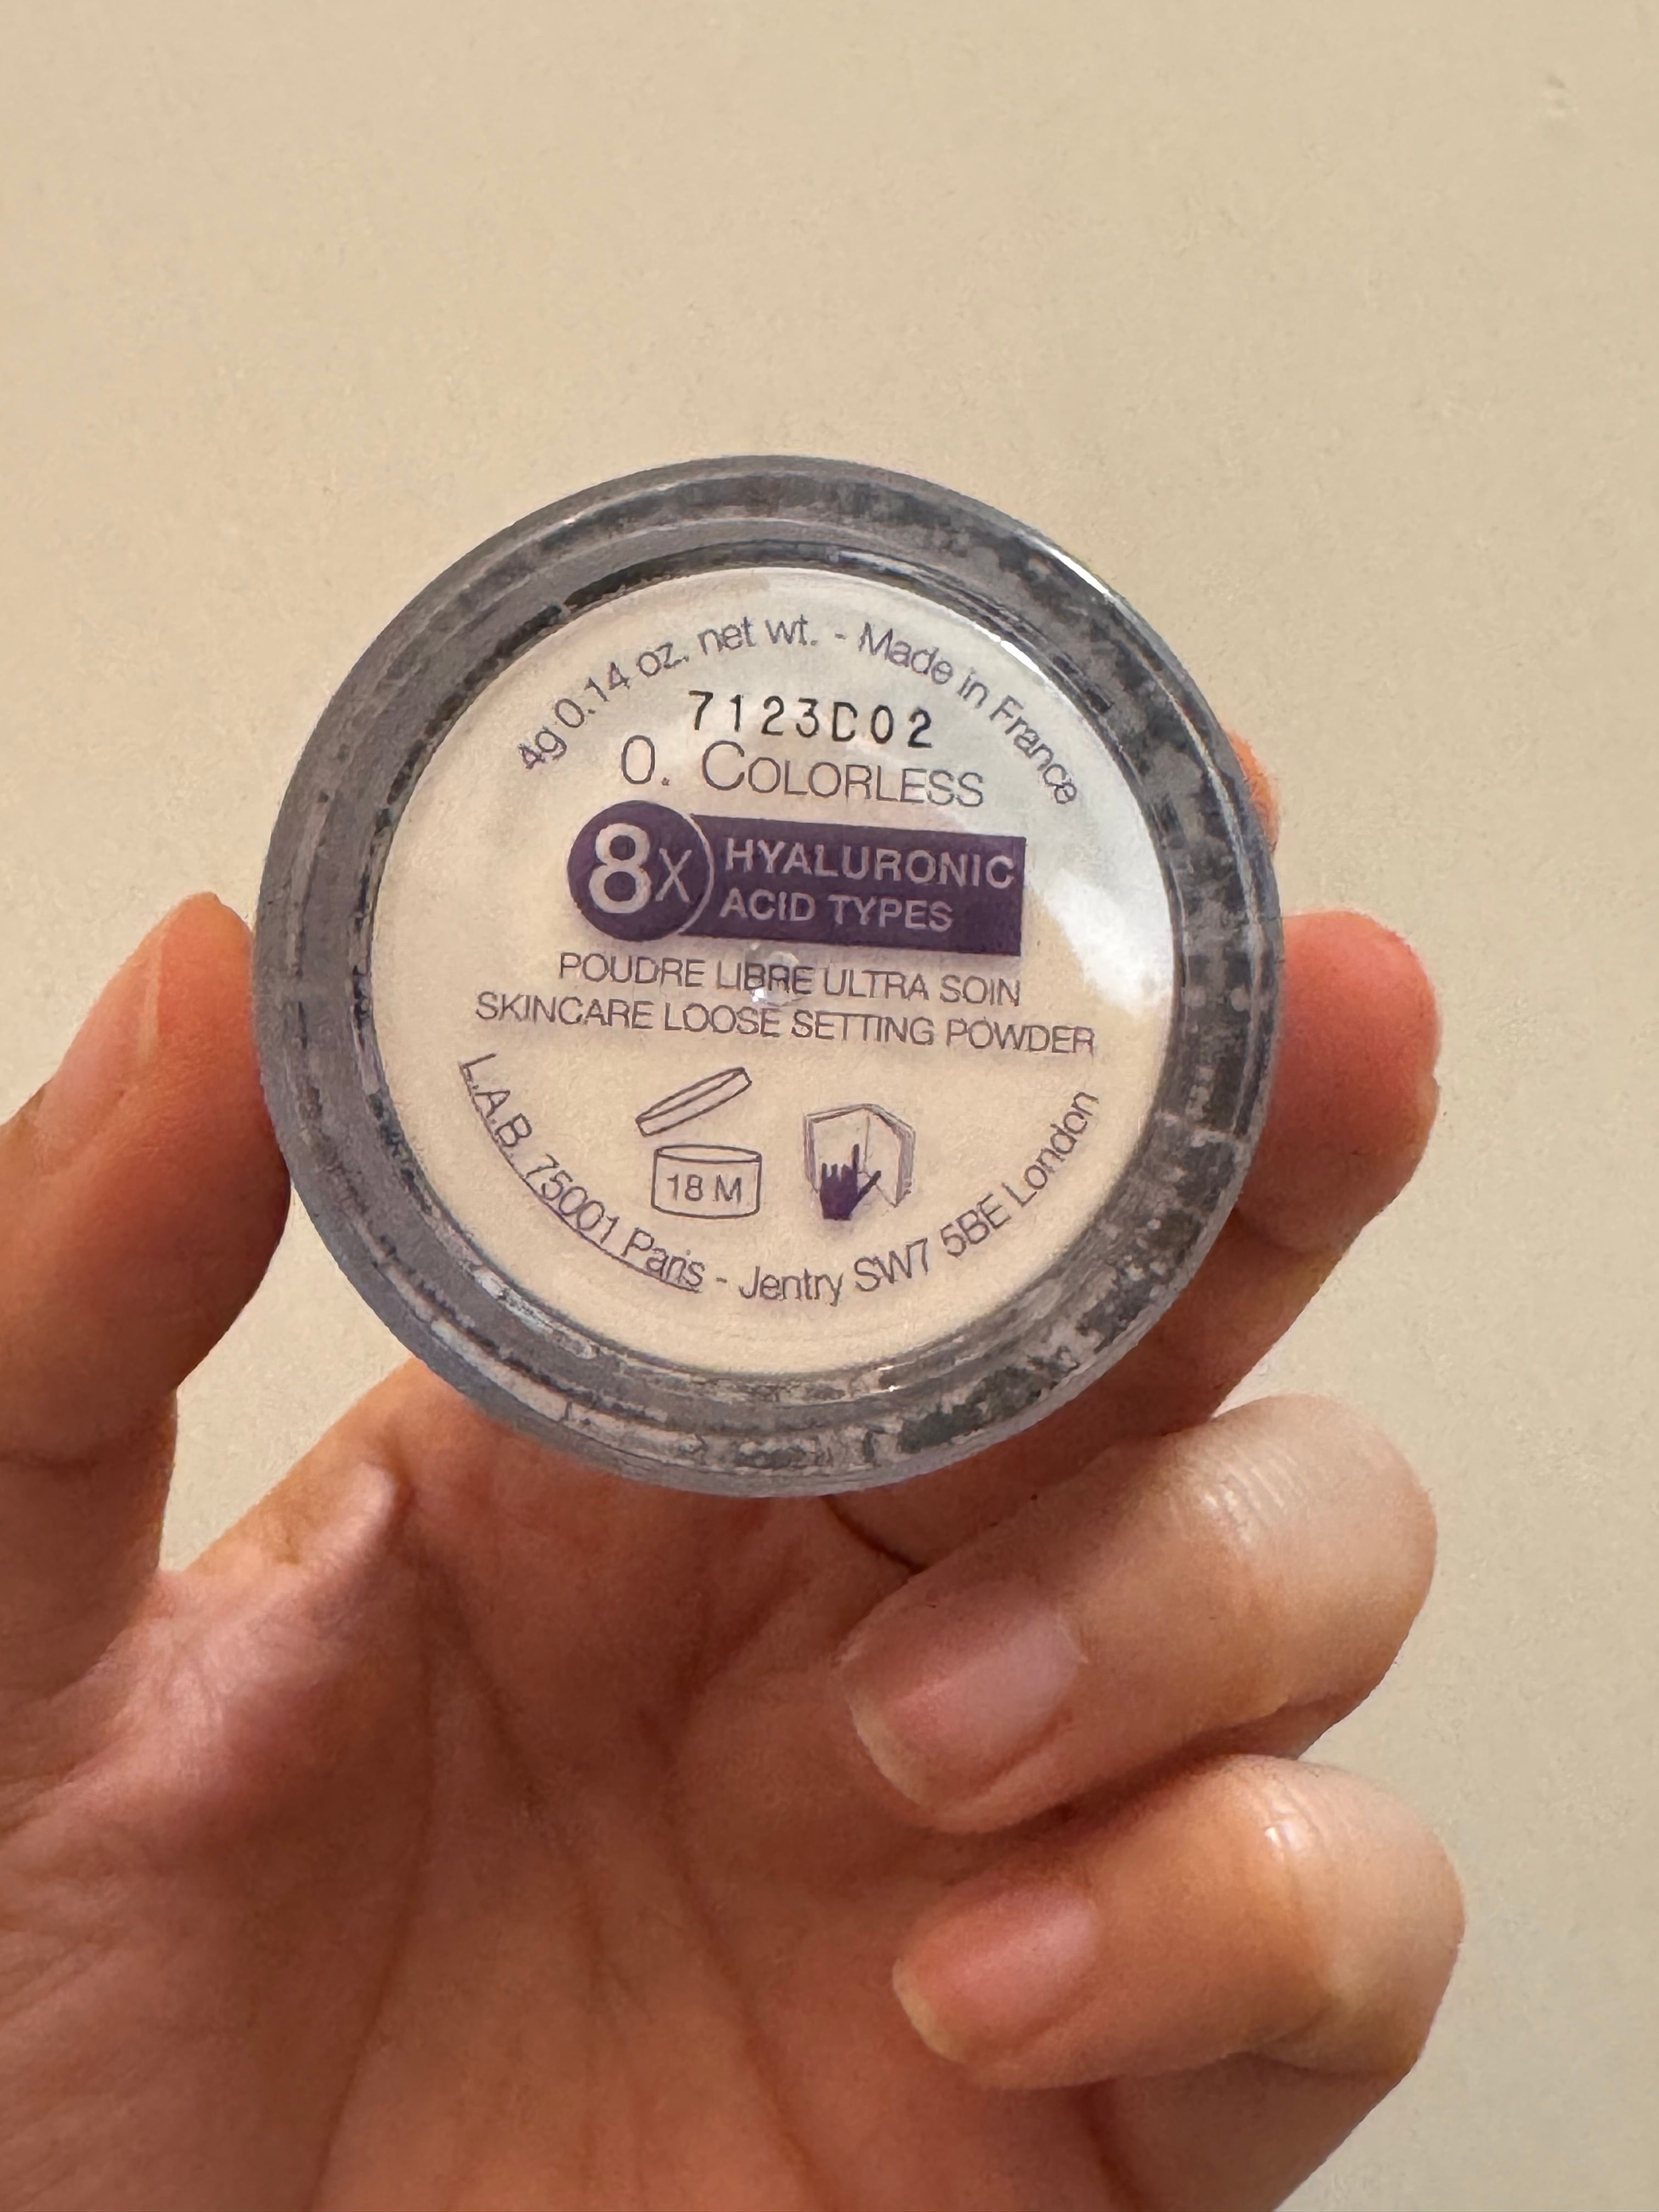 4g 0.14 oz. net wt. - Made in France
7123D02
0. COLORLESS
8X HYALURONIC
ACID TYPES
POUDRE LIBRE ULTRA SOIN
SKINCARE LOOSE SETTING POWDER
18 M
L.A.B. 75001 Paris - Jentry SW7 5BE London